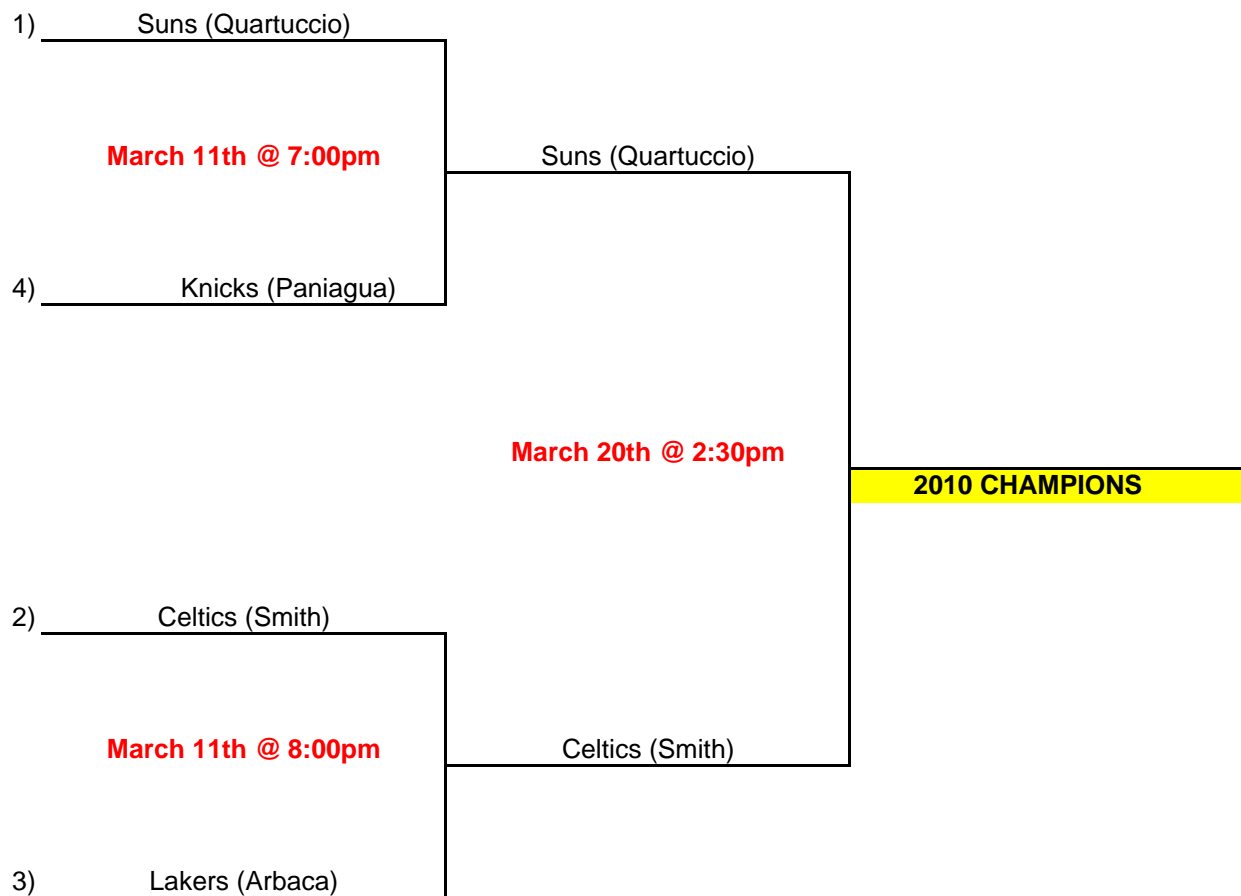 1) Suns (Quartuccio)
March 11th @ 7:00pm
Suns (Quartuccio)
4) Knicks (Paniagua)
March 20th @ 2:30pm
2010 CHAMPIONS
2) Celtics (Smith)
March 11th @ 8:00pm
Celtics (Smith)
3) Lakers (Arbaca)